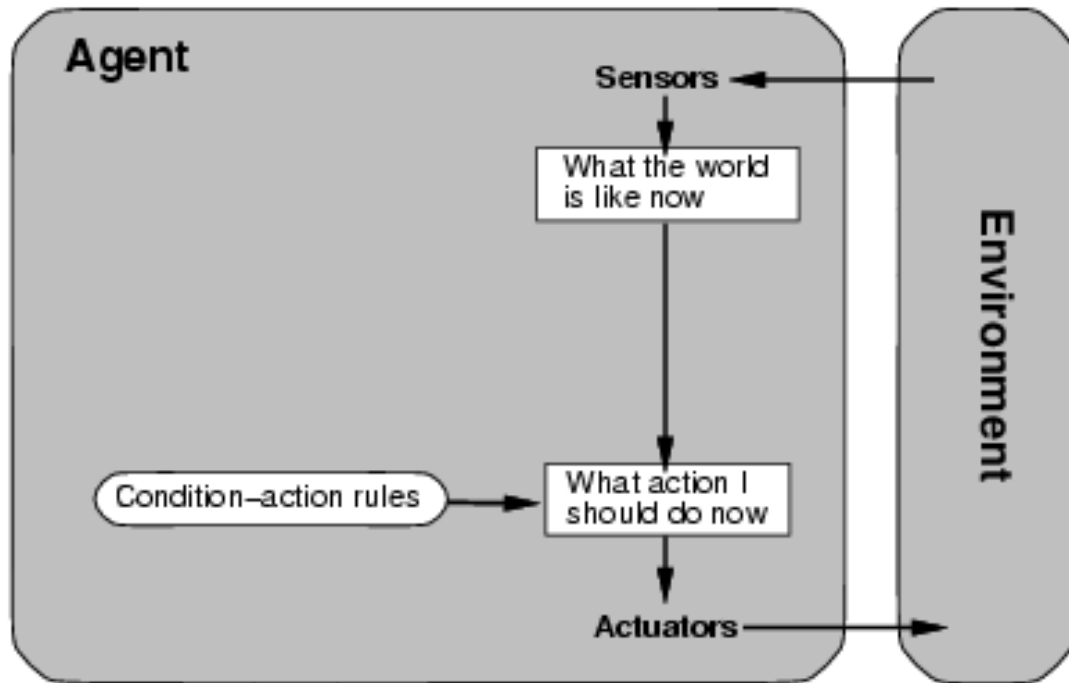 Agent
Sensors
What the world
is like now
Environment
Condition–action rules
What action I
should do now
Actuators